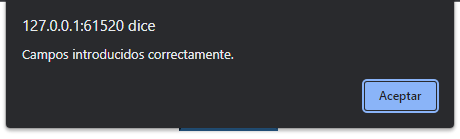 127.0.0.1:61520 dice
Campos introducidos correctamente.
Aceptar